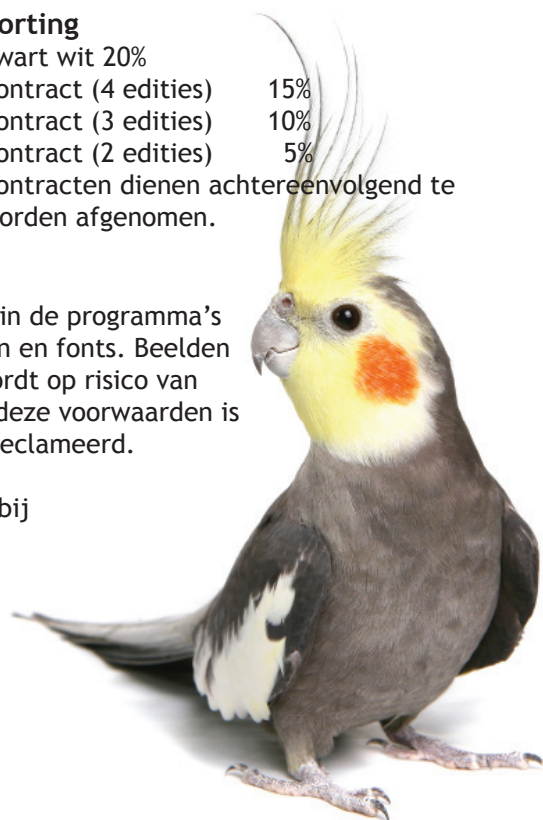 orting
wart wit 20%
ontract (4 edities) 15%
ontract (3 edities) 10%
ontract (2 edities) 5%
ontracten dienen achtereenvolgend te
orden afgenomen.
in de programma's
n en fonts. Beelden
ordt op risico van
deze voorwaarden is
eclameerd.
bij